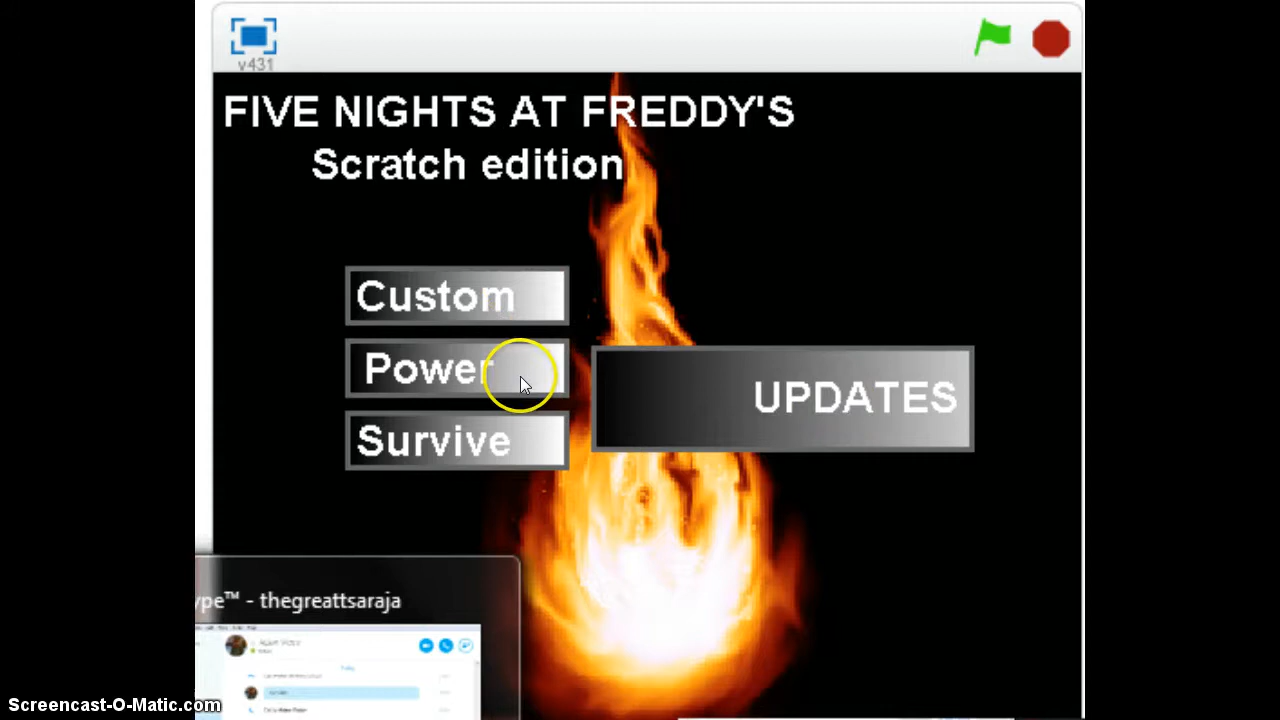 v431
FIVE NIGHTS AT FREDDY'S
Scratch edition
Custom
Power
UPDATES
Survive
ype™ - thegreattsaraja
Screencast-O-Matic.com